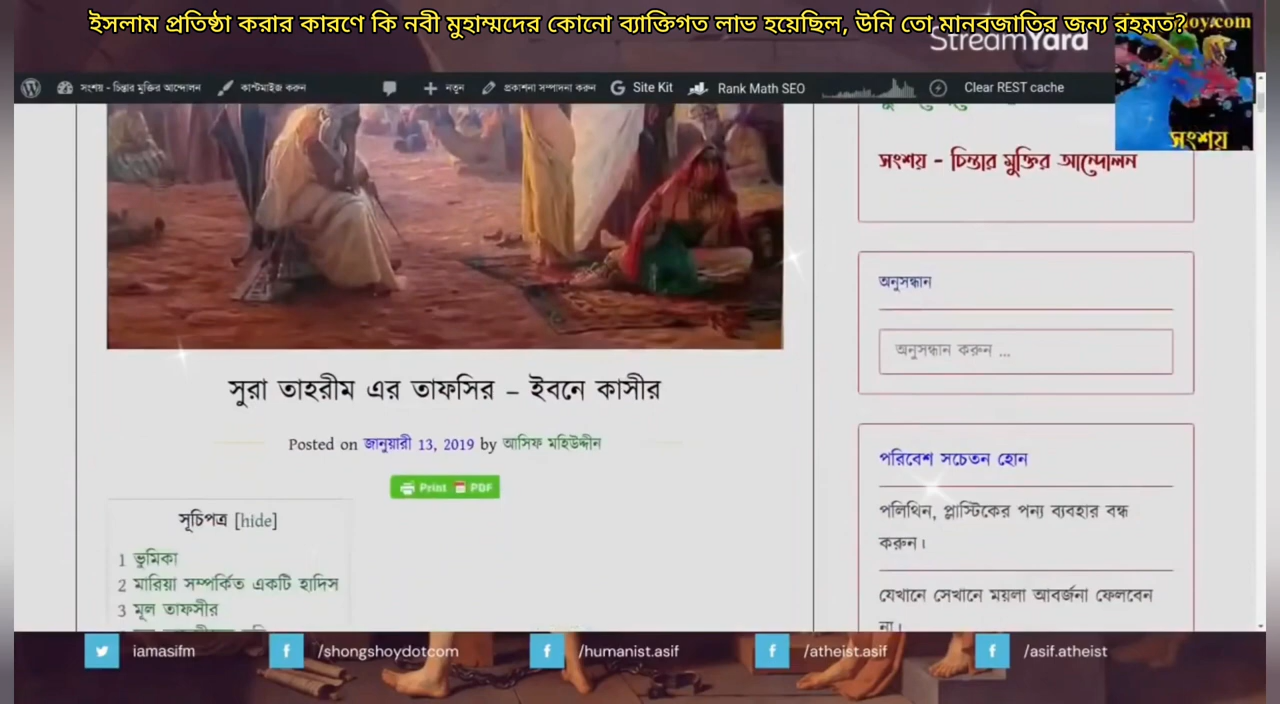 ইসলাম প্রতিষ্ঠা করার কারণে কি নবী মুহাম্মদের কোনো ব্যাক্তিগত লাভ হয়েছিল, উনি তো মানবজাতির জন্য রহমত?
StreamYard
সংশয় - চিন্তার মুক্তির আন্দোলন কাস্টমাইজ করুন নতুন প্রকাশনা সম্পাদনা করুন Site Kit Rank Math SEO Clear REST cache
সংশয়
সংশয় - চিন্তার মুক্তির আন্দোলন
অনুসন্ধান
অনুসন্ধান করুন ...
সুরা তাহরীম এর তাফসির – ইবনে কাসীর
Posted on জানুয়ারী 13, 2019 by আসিফ মহিউদ্দীন
Print PDF
সূচিপত্র [hide]
1 ভুমিকা
2 মারিয়া সম্পর্কিত একটি হাদিস
3 মূল তাফসীর
পরিবেশ সচেতন হোন
পলিথিন, প্লাস্টিকের পন্য ব্যবহার বন্ধ
করুন।
যেখানে সেখানে ময়লা আবর্জনা ফেলবেন
না।
iamasifm /shongshoydotcom /humanist.asif /atheist.asif /asif.atheist